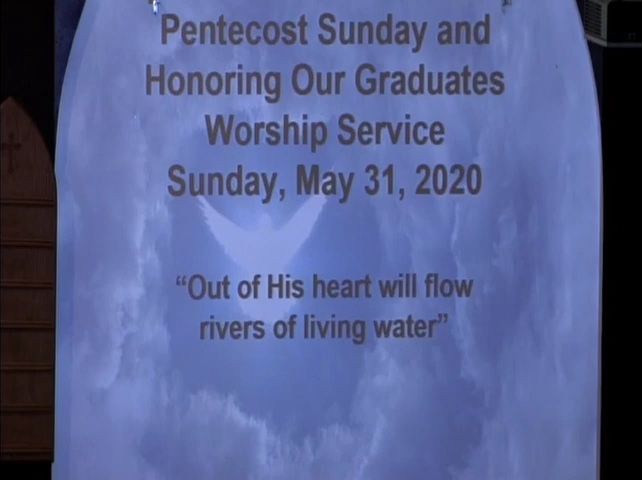 Pentecost Sunday and
Honoring Our Graduates
Worship Service
Sunday, May 31, 2020
“Out of His heart will flow
rivers of living water”